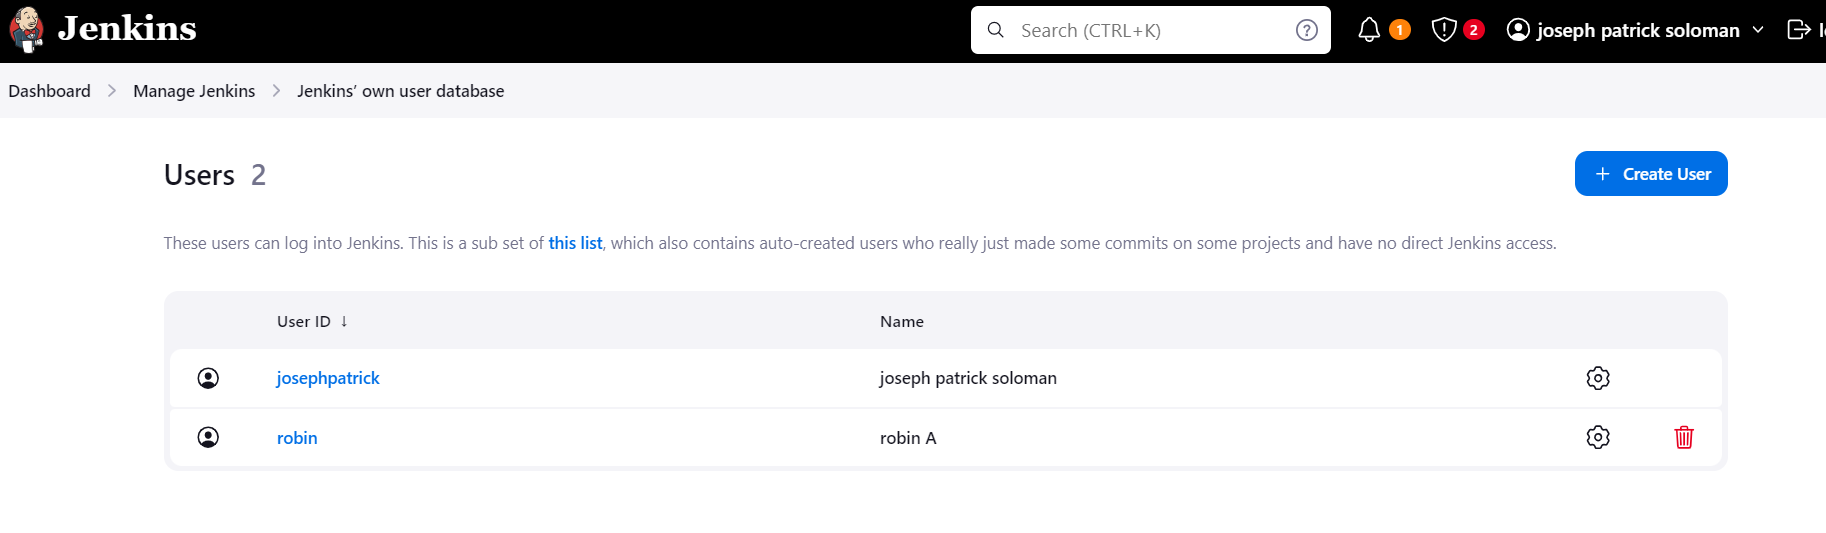 Jenkins
Search (CTRL+K)
?
1
2
joseph patrick soloman
Dashboard
Manage Jenkins
Jenkins’ own user database
Users 2
+ Create User
These users can log into Jenkins. This is a sub set of this list, which also contains auto-created users who really just made some commits on some projects and have no direct Jenkins access.
User ID ↓
Name
josephpatrick
joseph patrick soloman
robin
robin A